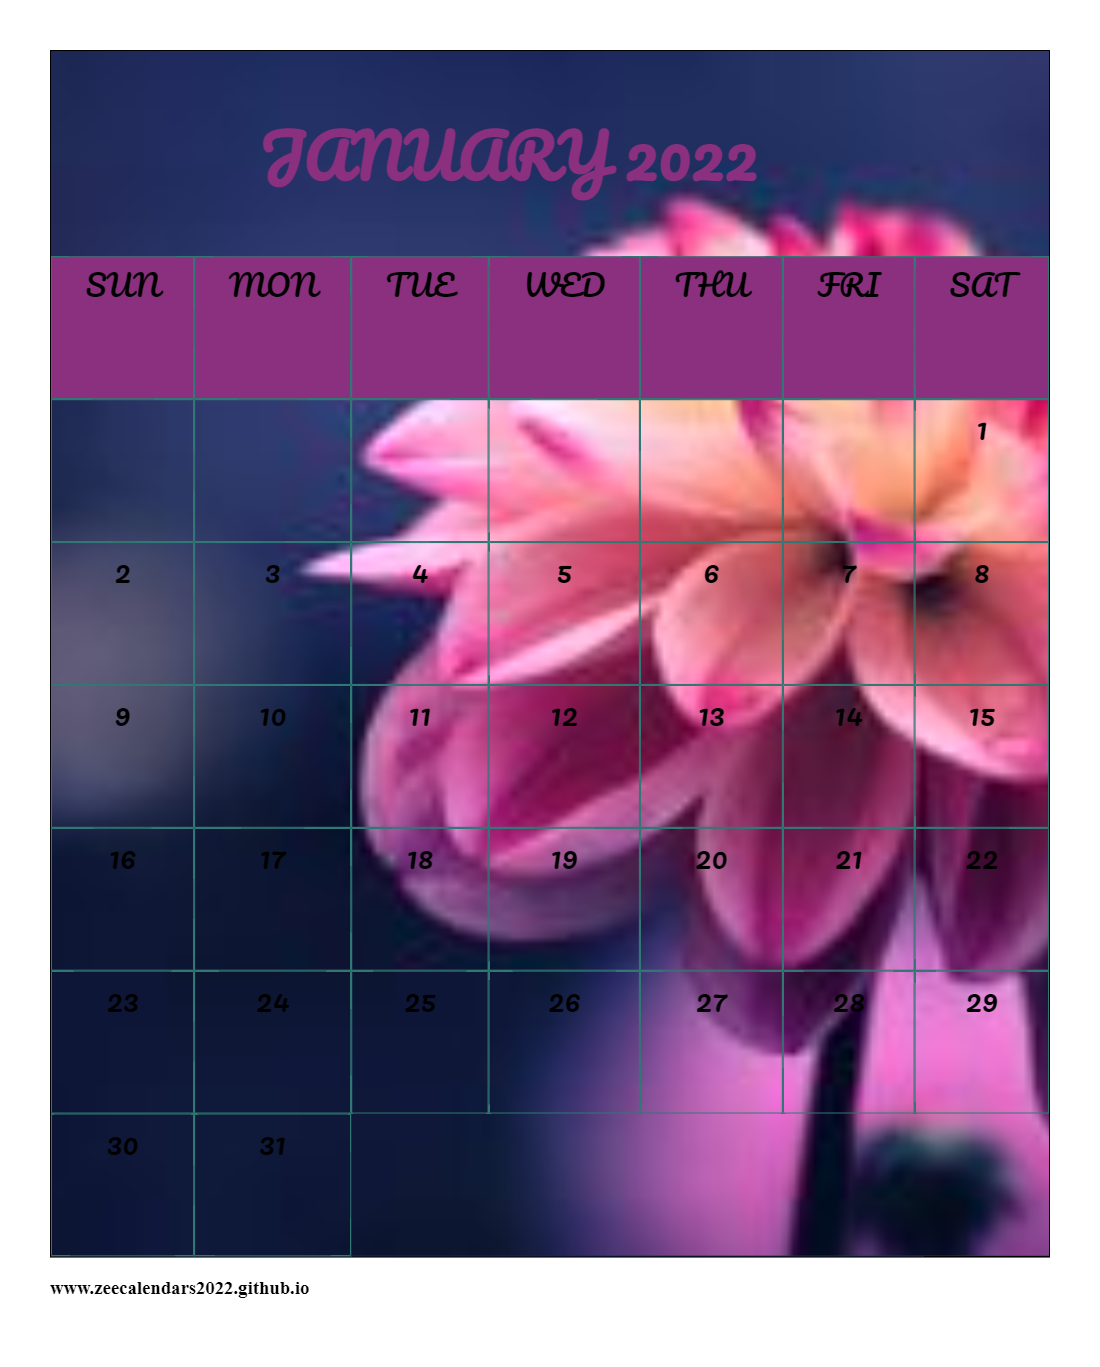 JANUARY 2022
SUN MON TUE WED THU FRI SAT
1
2 3 4 5 6 7 8
9 10 11 12 13 14 15
16 17 18 19 20 21 22
23 24 25 26 27 28 29
30 31
www.zeecalendars2022.github.io